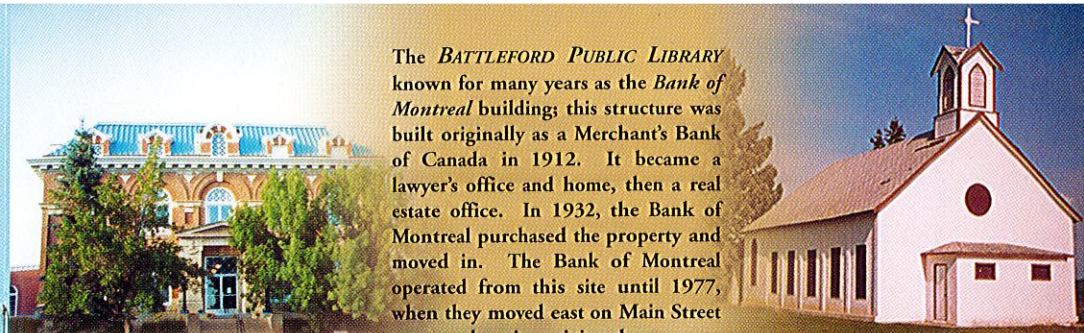 The BATTLEFORD PUBLIC LIBRARY
known for many years as the Bank of
Montreal building; this structure was
built originally as a Merchant's Bank
of Canada in 1912. It became a
lawyer's office and home, then a real
estate office. In 1932, the Bank of
Montreal purchased the property and
moved in. The Bank of Montreal
operated from this site until 1977,
when they moved east on Main Street